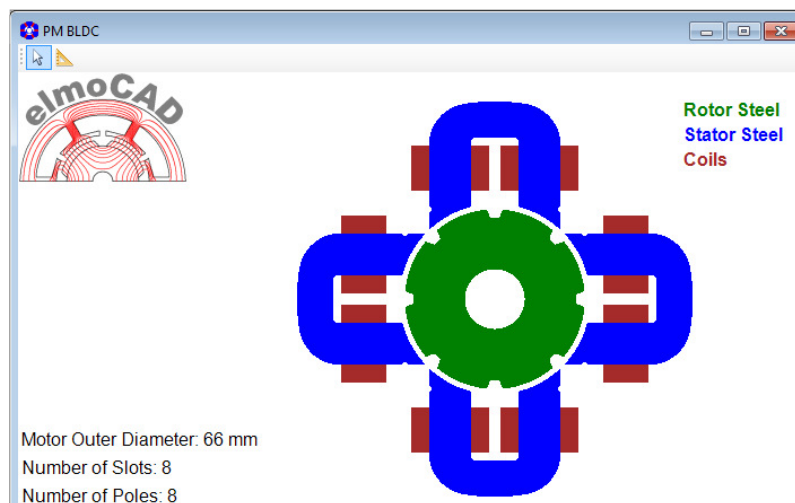 PM BLDC
elmoCAD
Rotor Steel
Stator Steel
Coils
Motor Outer Diameter: 66 mm
Number of Slots: 8
Number of Poles: 8